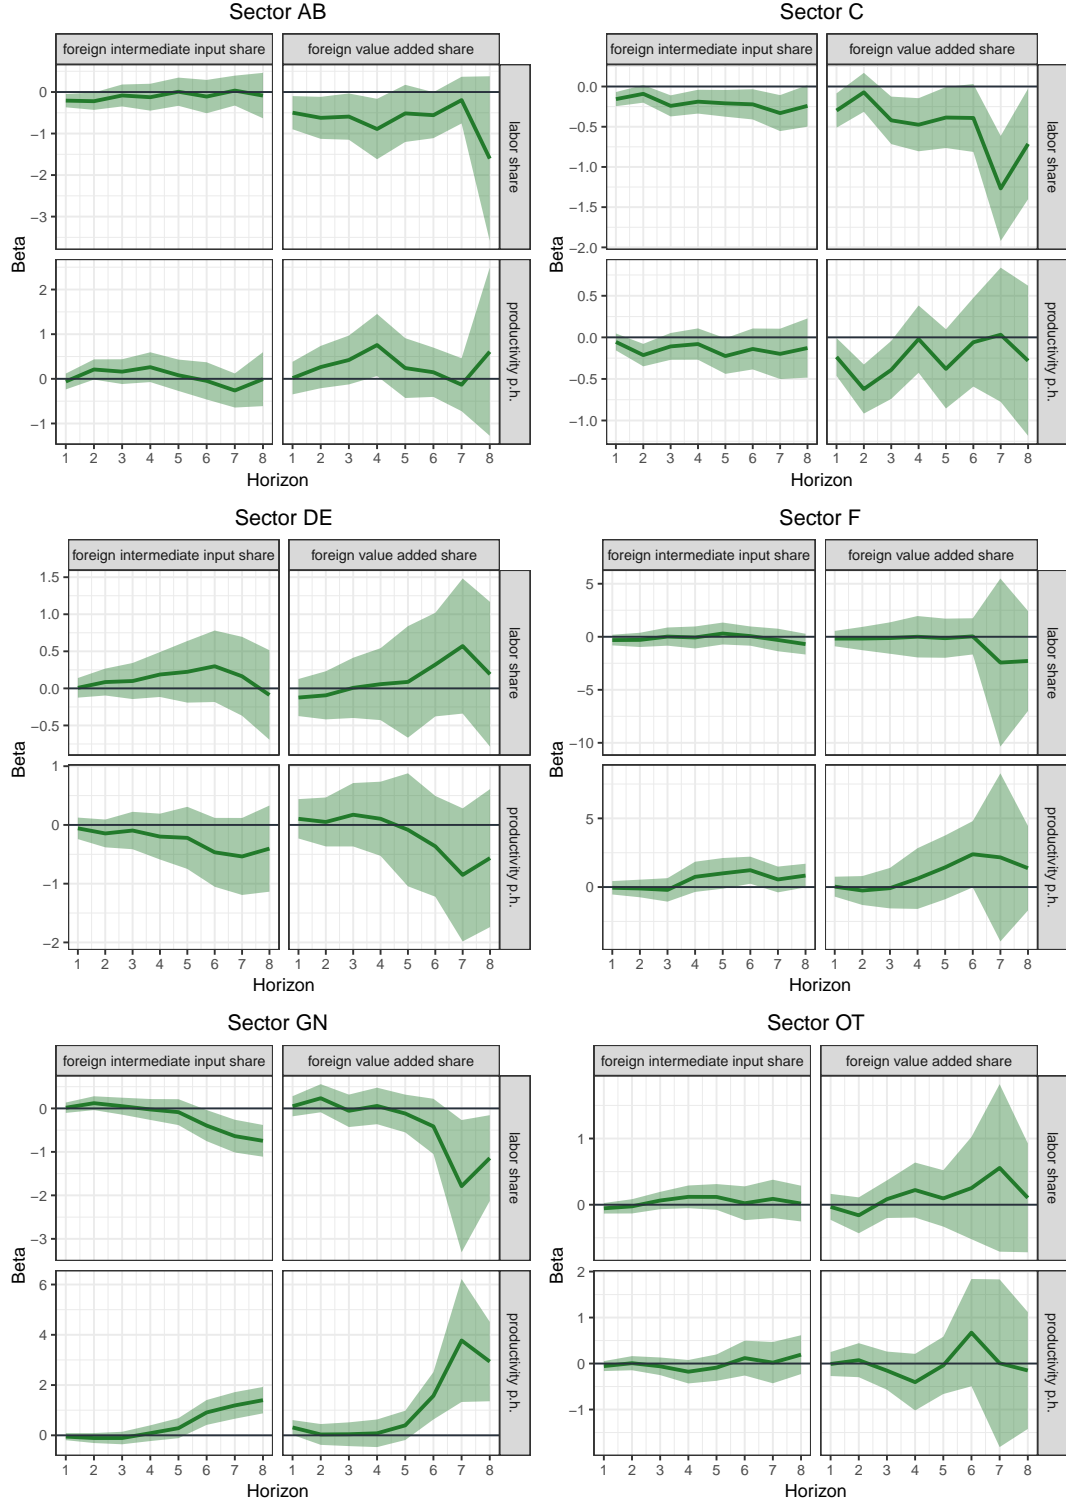 Sector AB
foreign intermediate input share
foreign value added share
0
−1
−2
−3
labor share
2
1
0
−1
productivity p.h.
Beta
1 2 3 4 5 6 7 8
1 2 3 4 5 6 7 8
Horizon
Sector C
foreign intermediate input share
foreign value added share
0.0
−0.5
−1.0
−1.5
−2.0
labor share
0.5
0.0
−0.5
−1.0
productivity p.h.
Beta
1 2 3 4 5 6 7 8
1 2 3 4 5 6 7 8
Horizon
Sector DE
foreign intermediate input share
foreign value added share
1.5
1.0
0.5
0.0
−0.5
labor share
1
0
−1
−2
productivity p.h.
Beta
1 2 3 4 5 6 7 8
1 2 3 4 5 6 7 8
Horizon
Sector F
foreign intermediate input share
foreign value added share
5
0
−5
−10
labor share
5
0
productivity p.h.
Beta
1 2 3 4 5 6 7 8
1 2 3 4 5 6 7 8
Horizon
Sector GN
foreign intermediate input share
foreign value added share
0
−1
−2
−3
labor share
6
4
2
0
productivity p.h.
Beta
1 2 3 4 5 6 7 8
1 2 3 4 5 6 7 8
Horizon
Sector OT
foreign intermediate input share
foreign value added share
1
0
labor share
2
1
0
−1
productivity p.h.
Beta
1 2 3 4 5 6 7 8
1 2 3 4 5 6 7 8
Horizon